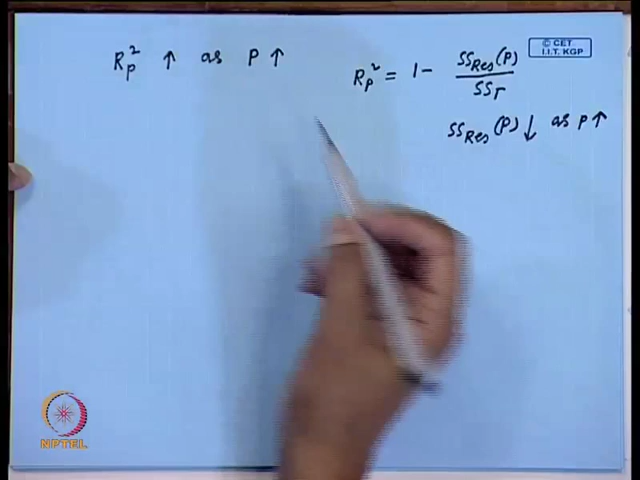 R_p^2 ↑ as P ↑
© CET
I.I.T. KGP
R_p^2 = 1 - SS_Res(P) / SS_T
SS_Res(P) ↓ as P ↑
NPTEL